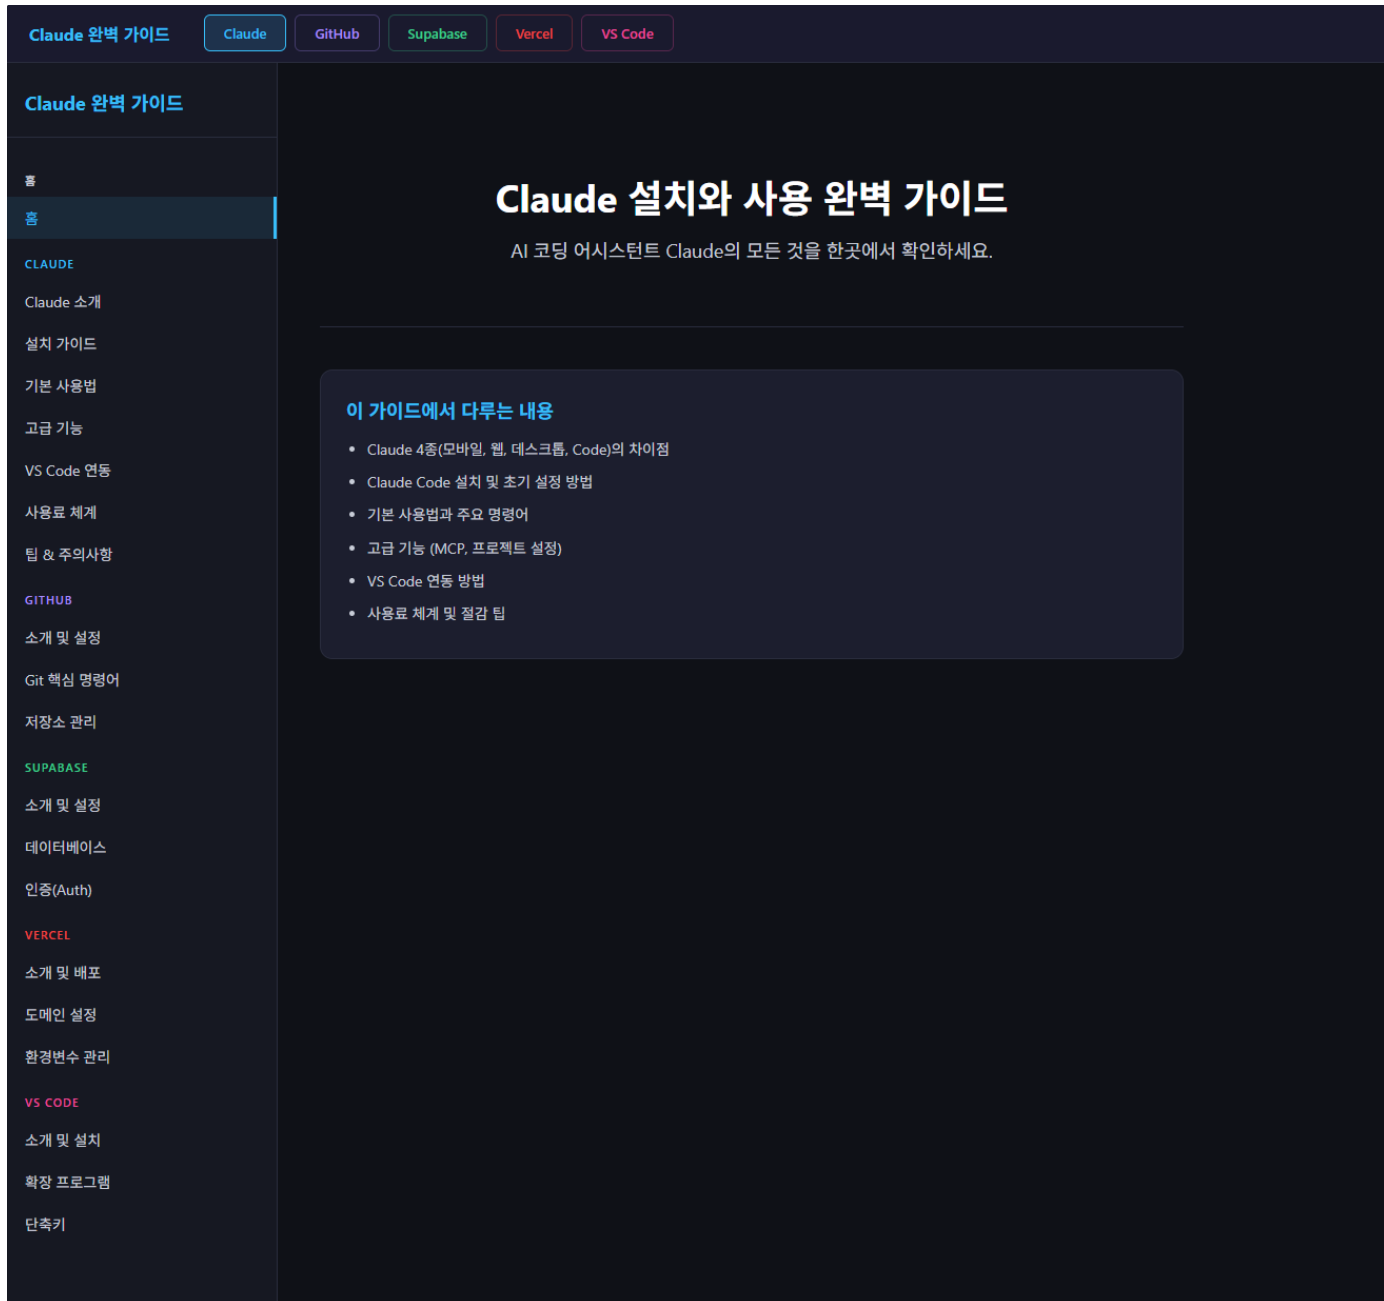 Claude 완벽 가이드
Claude
GitHub
Supabase
Vercel
VS Code
Claude 완벽 가이드
홈
홈
CLAUDE
Claude 소개
설치 가이드
기본 사용법
고급 기능
VS Code 연동
사용료 체계
팁 & 주의사항
GITHUB
소개 및 설정
Git 핵심 명령어
저장소 관리
SUPABASE
소개 및 설정
데이터베이스
인증(Auth)
VERCEL
소개 및 배포
도메인 설정
환경변수 관리
VS CODE
소개 및 설치
확장 프로그램
단축키
Claude 설치와 사용 완벽 가이드
AI 코딩 어시스턴트 Claude의 모든 것을 한곳에서 확인하세요.
이 가이드에서 다루는 내용
• Claude 4종(모바일, 웹, 데스크톱, Code)의 차이점
• Claude Code 설치 및 초기 설정 방법
• 기본 사용법과 주요 명령어
• 고급 기능 (MCP, 프로젝트 설정)
• VS Code 연동 방법
• 사용료 체계 및 절감 팁